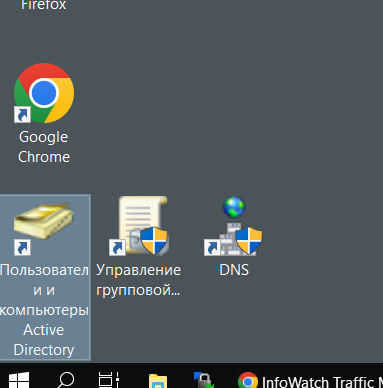 Firefox
Google
Chrome
Пользовател
и и
компьютеры
Active
Directory
Управление
групповой...
DNS
InfoWatch Traffic M